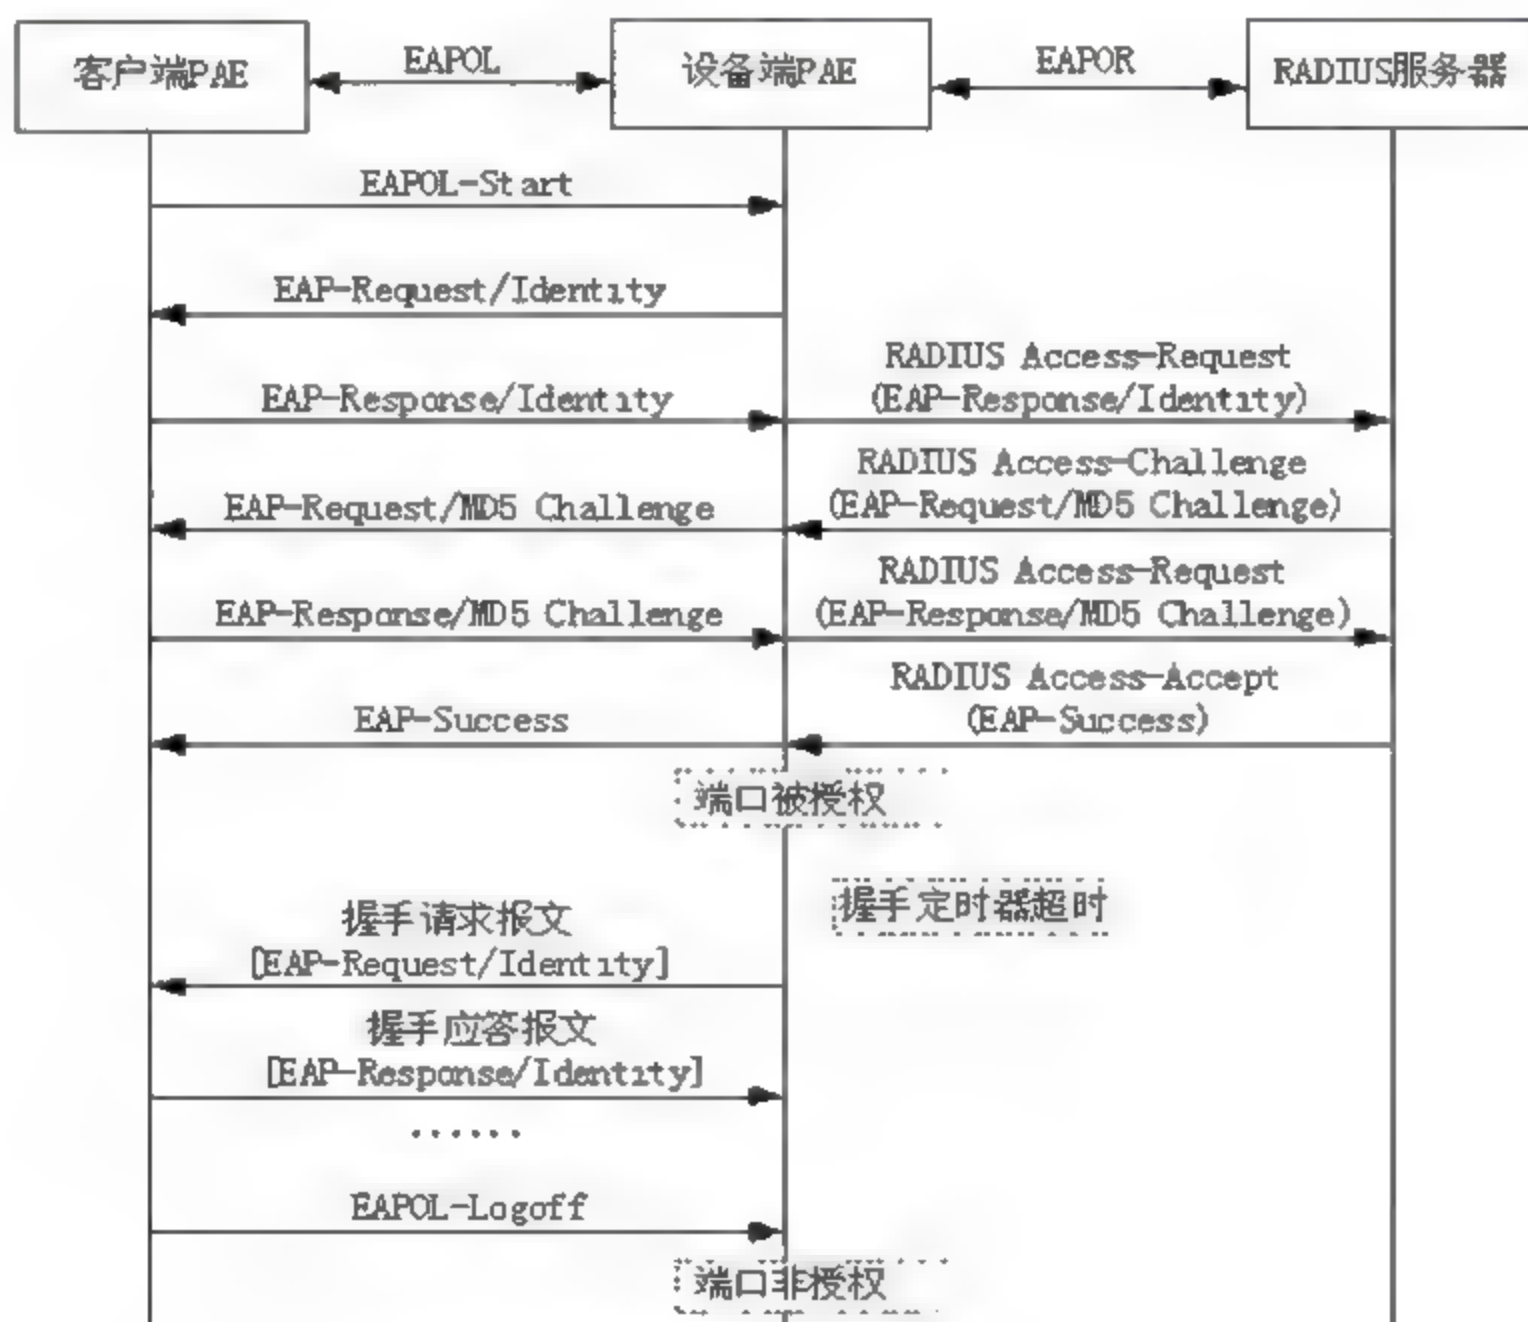 客户端PAE
EAPOL
设备端PAE
EAPOR
RADIUS服务器
EAPOL-Start
EAP-Request/Identity
RADIUS Access-Request
EAP-Response/Identity
(EAP-Response/Identity)
RADIUS Access-Challenge
EAP-Request/MD5 Challenge
(EAP-Request/MD5 Challenge)
RADIUS Access-Request
EAP-Response/MD5 Challenge
(EAP-Response/MD5 Challenge)
RADIUS Access-Accept
EAP-Success
(EAP-Success)
端口被授权
握手定时器超时
握手请求报文
[EAP-Request/Identity]
握手应答报文
[EAP-Response/Identity]
......
EAPOL-Logoff
端口非授权